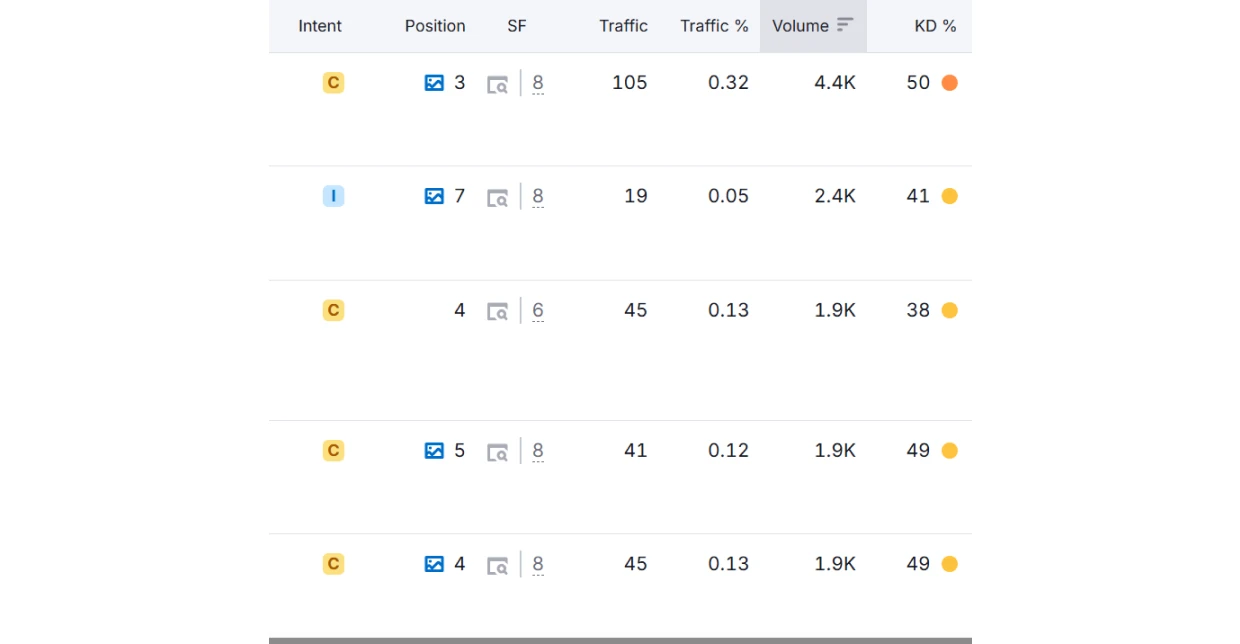 Intent Position SF Traffic Traffic % Volume KD %
C 3 8 105 0.32 4.4K 50
I 7 8 19 0.05 2.4K 41
C 4 6 45 0.13 1.9K 38
C 5 8 41 0.12 1.9K 49
C 4 8 45 0.13 1.9K 49